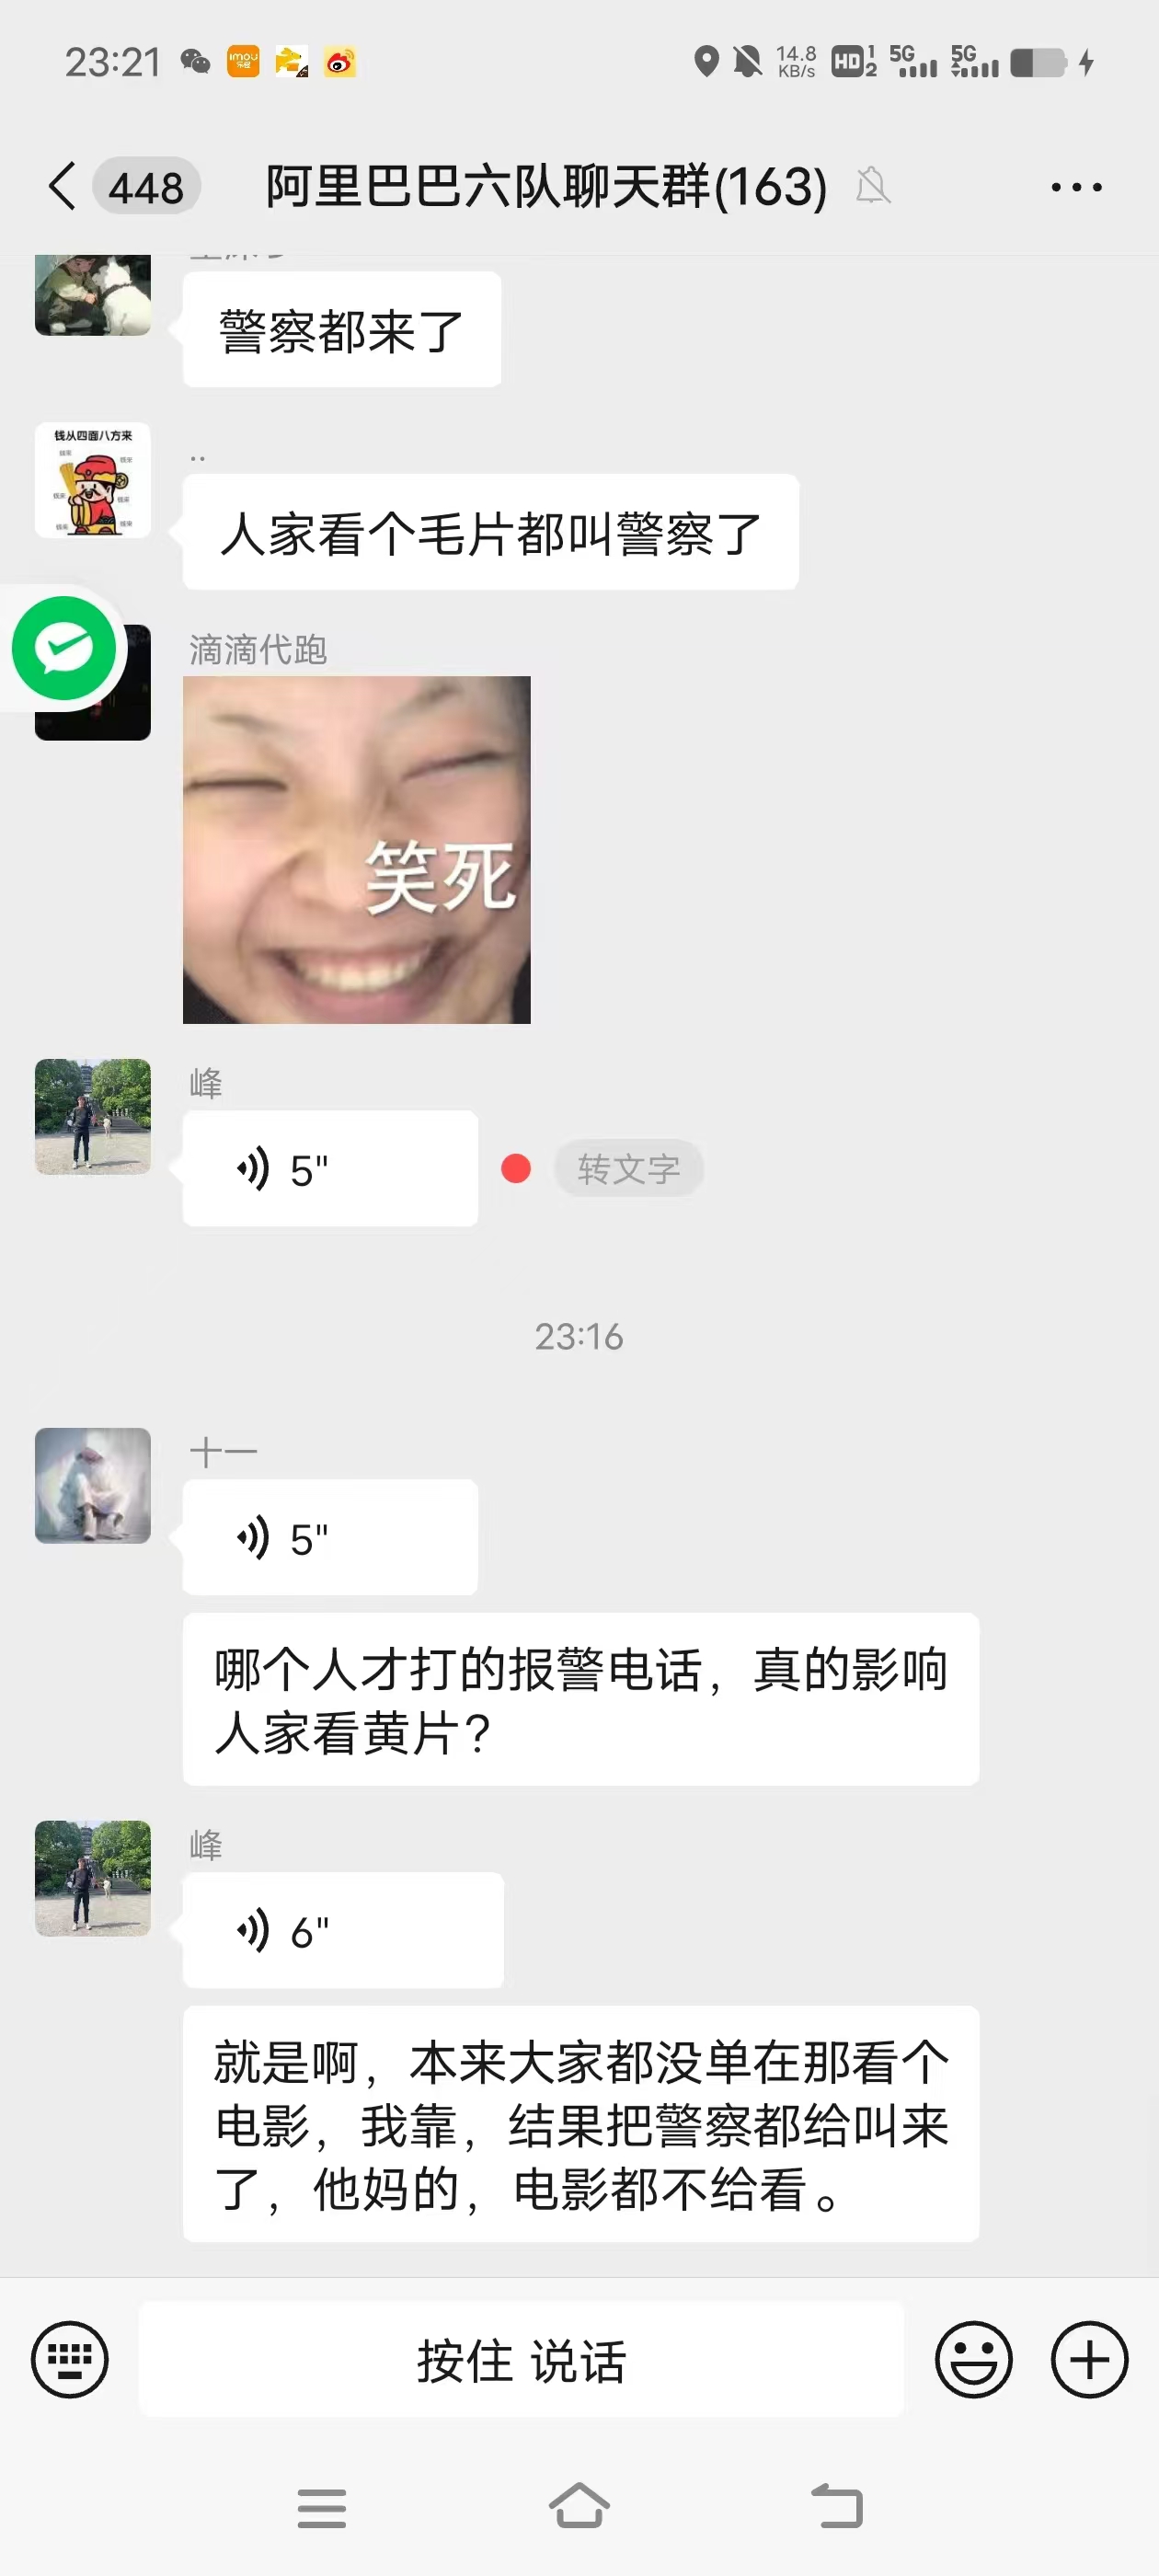 23:21
imou
乐橙
14.8
KB/s
HD 1 2
5G
5G
448
阿里巴巴六队聊天群(163)
警察都来了
钱从四面八方来
..
人家看个毛片都叫警察了
滴滴代跑
笑死
峰
5"
转文字
23:16
十一
5"
哪个人才打的报警电话，真的影响
人家看黄片？
峰
6"
就是啊，本来大家都没单在那看个
电影，我靠，结果把警察都给叫来
了，他妈的，电影都不给看。
按住 说话